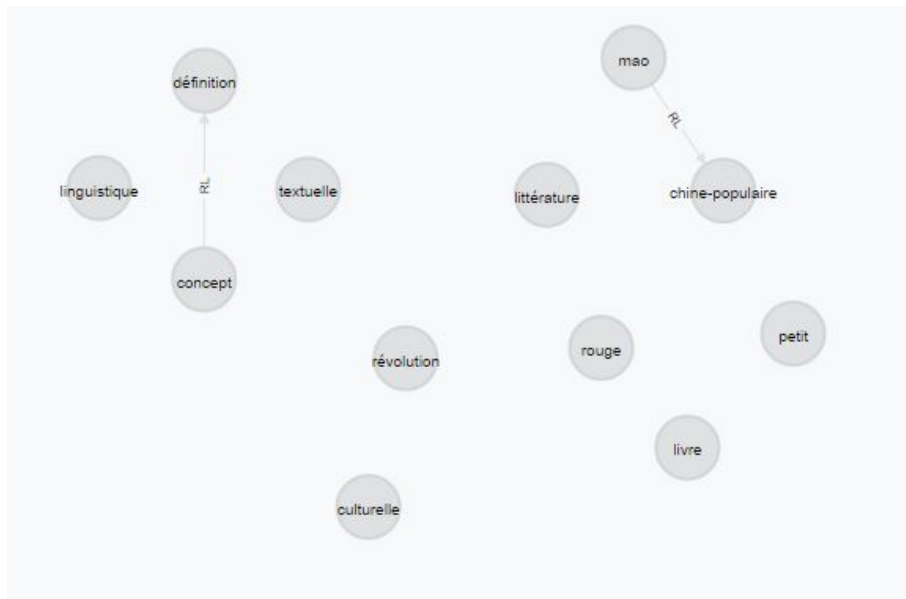 mao
définition
RL
RL
linguistique
textuelle
littérature
chine-populaire
concept
petit
rouge
révolution
livre
culturelle